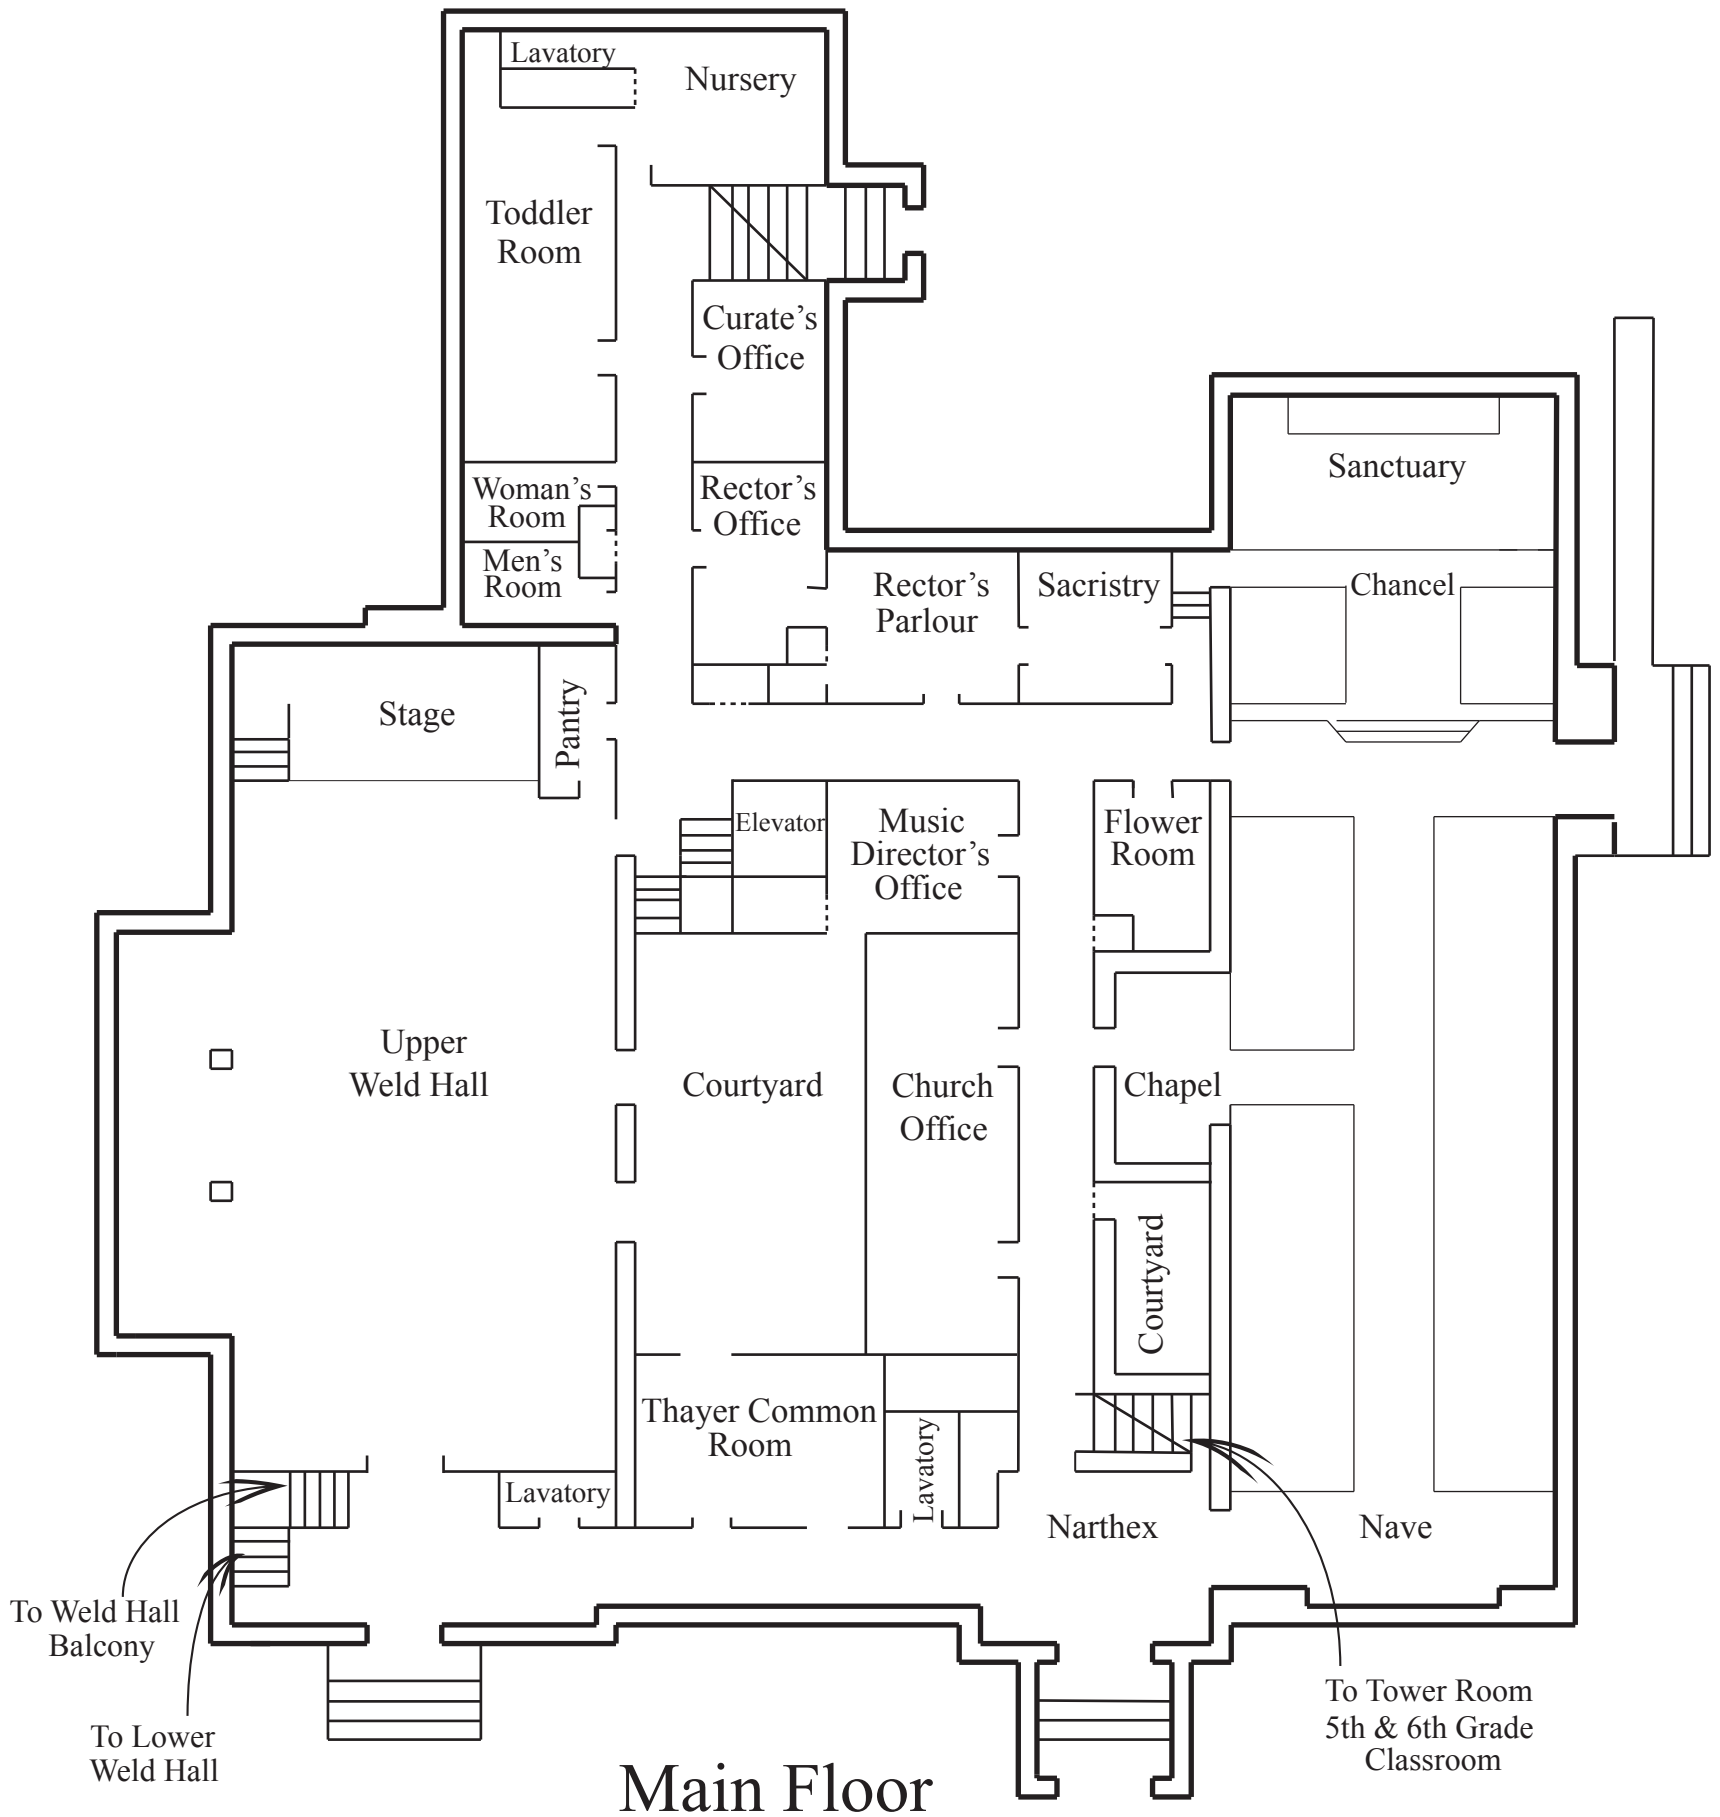 Lavatory
Nursery
Toddler
Room
Curate's
Office
Woman's
Room
Men's
Room
Rector's
Office
Rector's
Parlour
Sacristry
Sanctuary
Chancel
Stage
Pantry
Elevator
Music
Director's
Office
Flower
Room
Upper
Weld Hall
Courtyard
Church
Office
Chapel
Courtyard
Thayer Common
Room
Lavatory
Lavatory
Narthex
Nave
To Weld Hall
Balcony
To Lower
Weld Hall
To Tower Room
5th & 6th Grade
Classroom
Main Floor